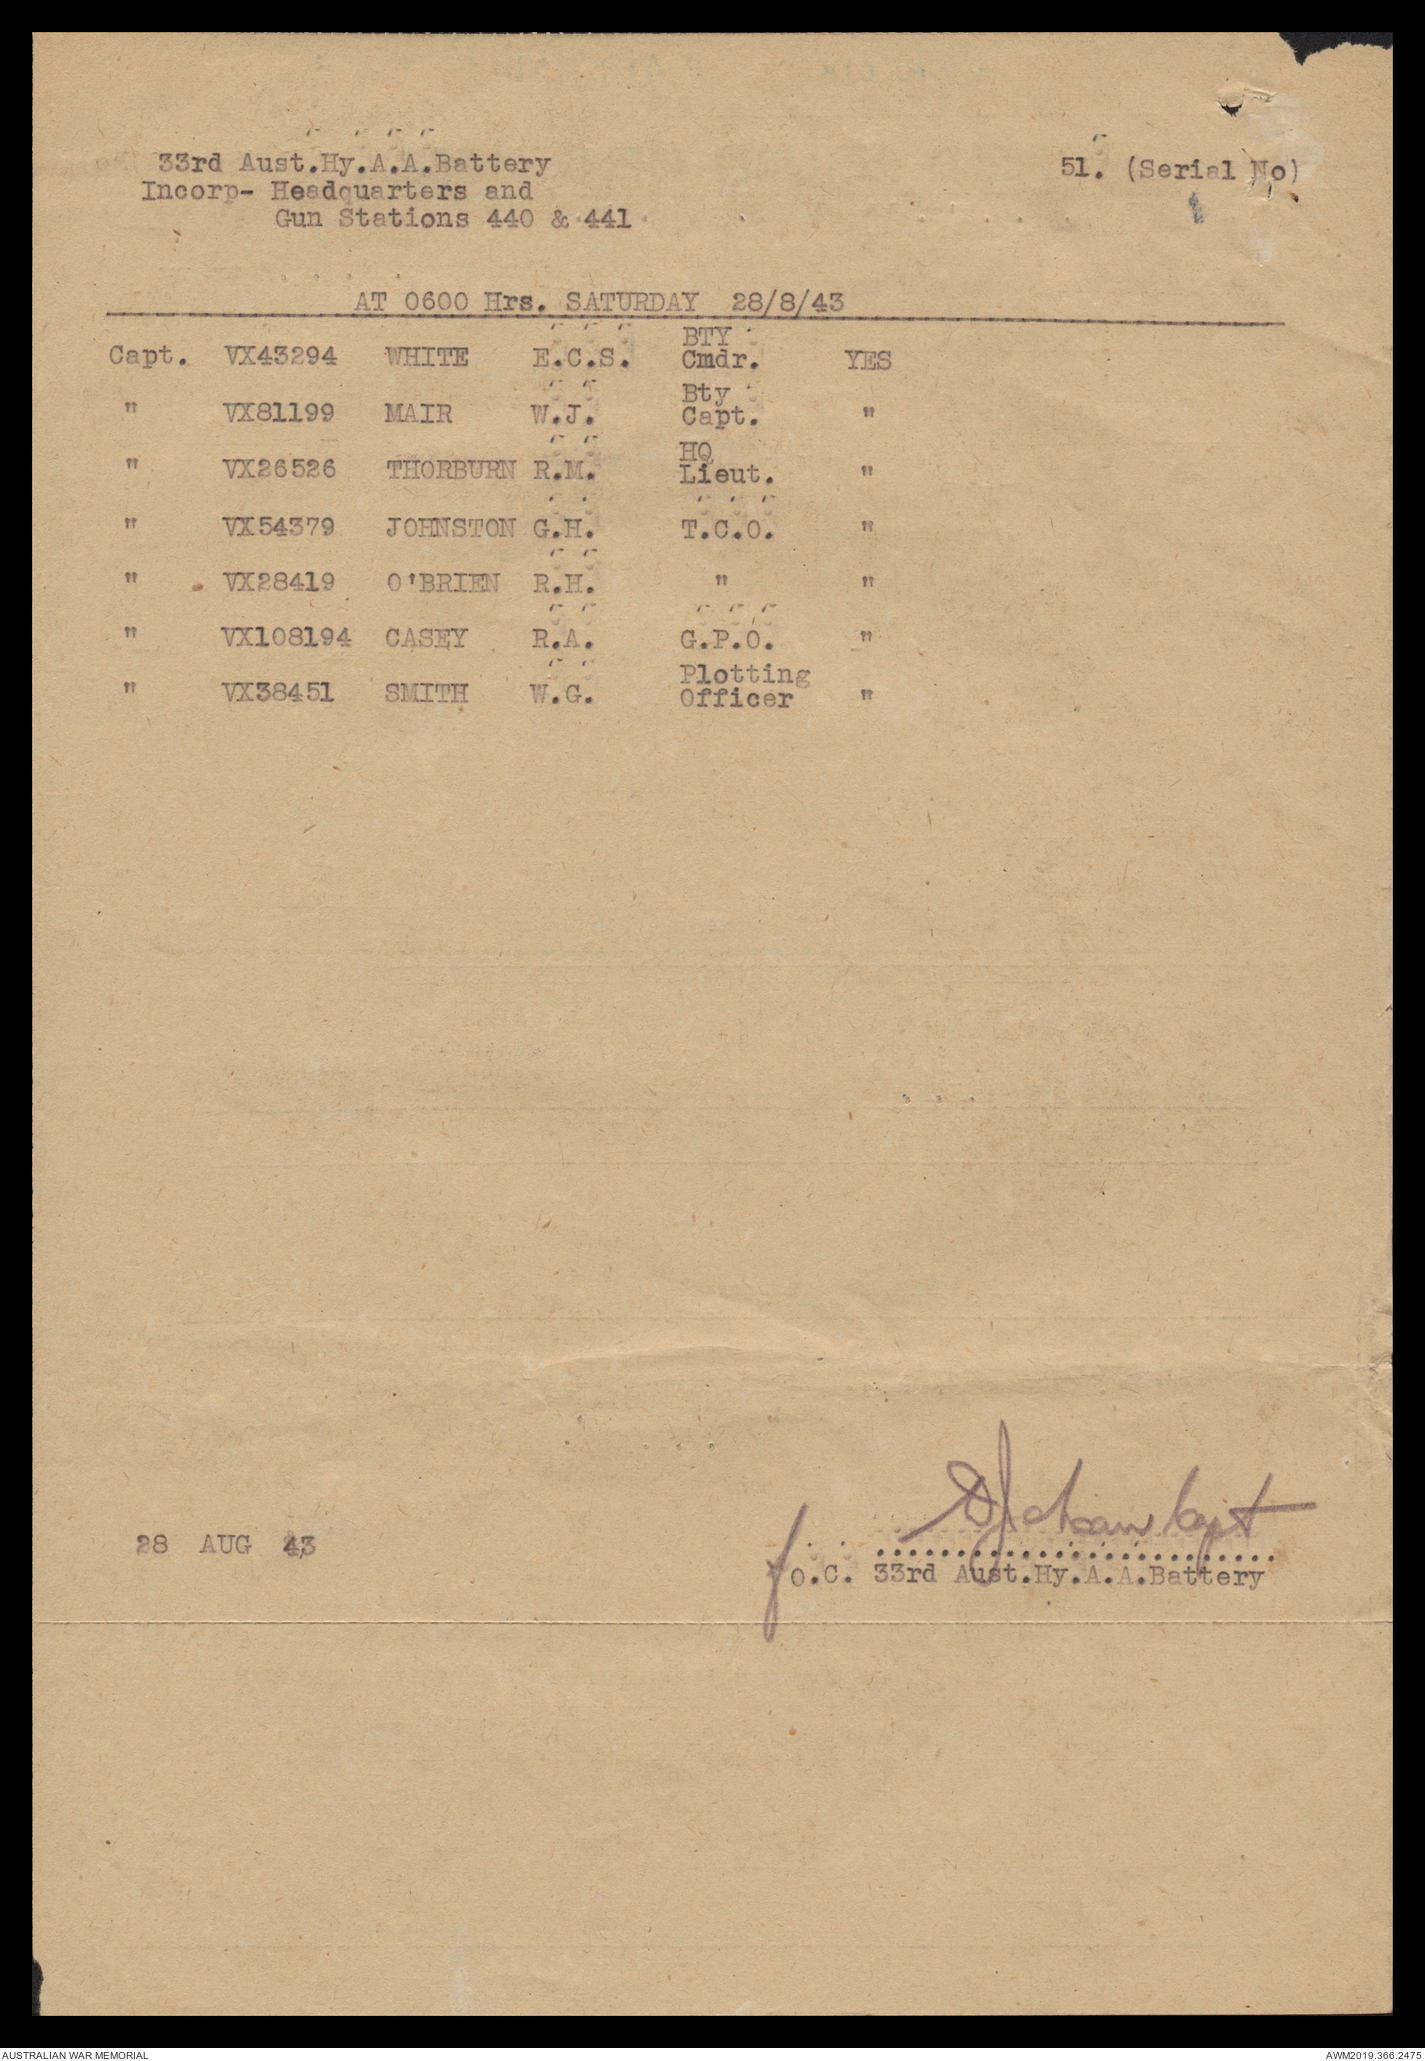 33rd Aust.Hy.A.A.Battery 51. (Serial No)
Incorp- Headquarters and
Gun Stations 440 & 441
AT 0600 Hrs. SATURDAY 28/8/43
Capt. VX43294 WHITE E.C.S. BTY Cmdr. YES
" VX81199 MAIR W.J. Bty Capt. "
" VX26526 THORBURN R.M. HQ Lieut. "
" VX54379 JOHNSTON G.H. T.C.O. "
" VX28419 O'BRIEN R.H. " "
" VX108194 CASEY R.A. G.P.O. "
" VX38451 SMITH W.G. Plotting Officer "
Capt
28 AUG 43 .........................
f O.C. 33rd Aust.Hy.A.A.Battery
AUSTRALIAN WAR MEMORIAL AWM2019.366.2475